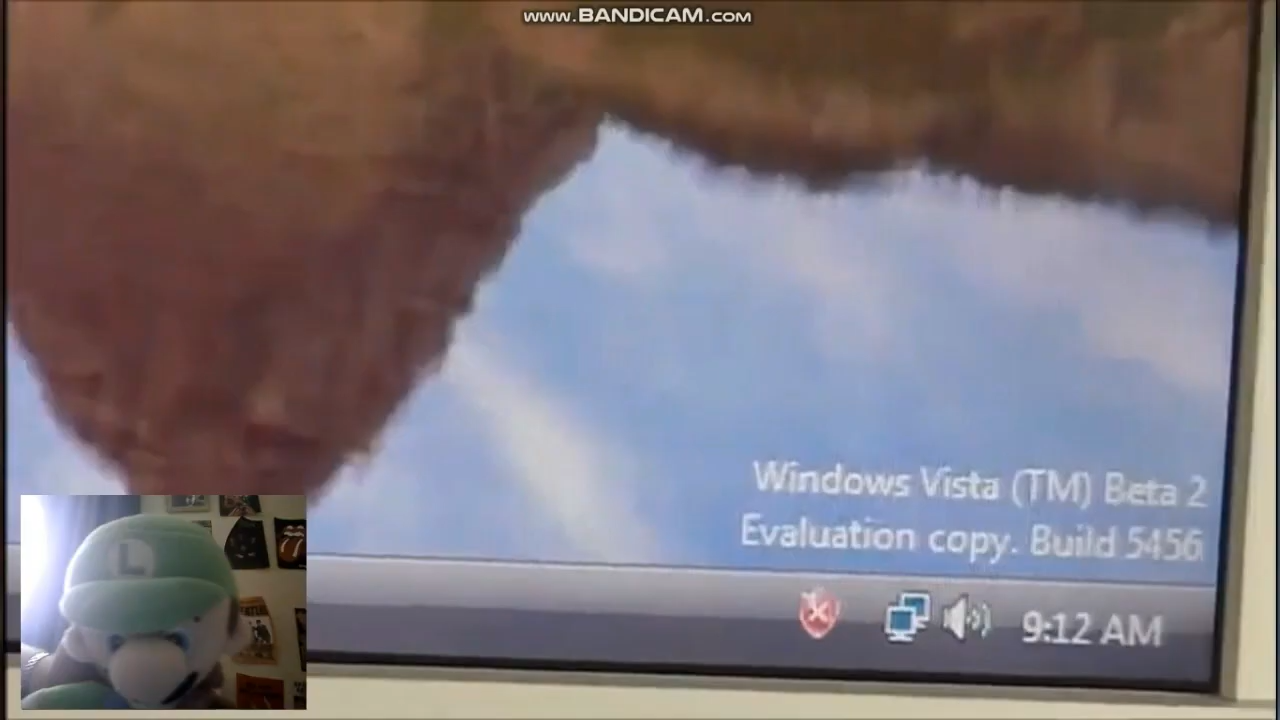 www.BANDICAM.com
Windows Vista (TM) Beta 2
Evaluation copy. Build 5456
9:12 AM
L